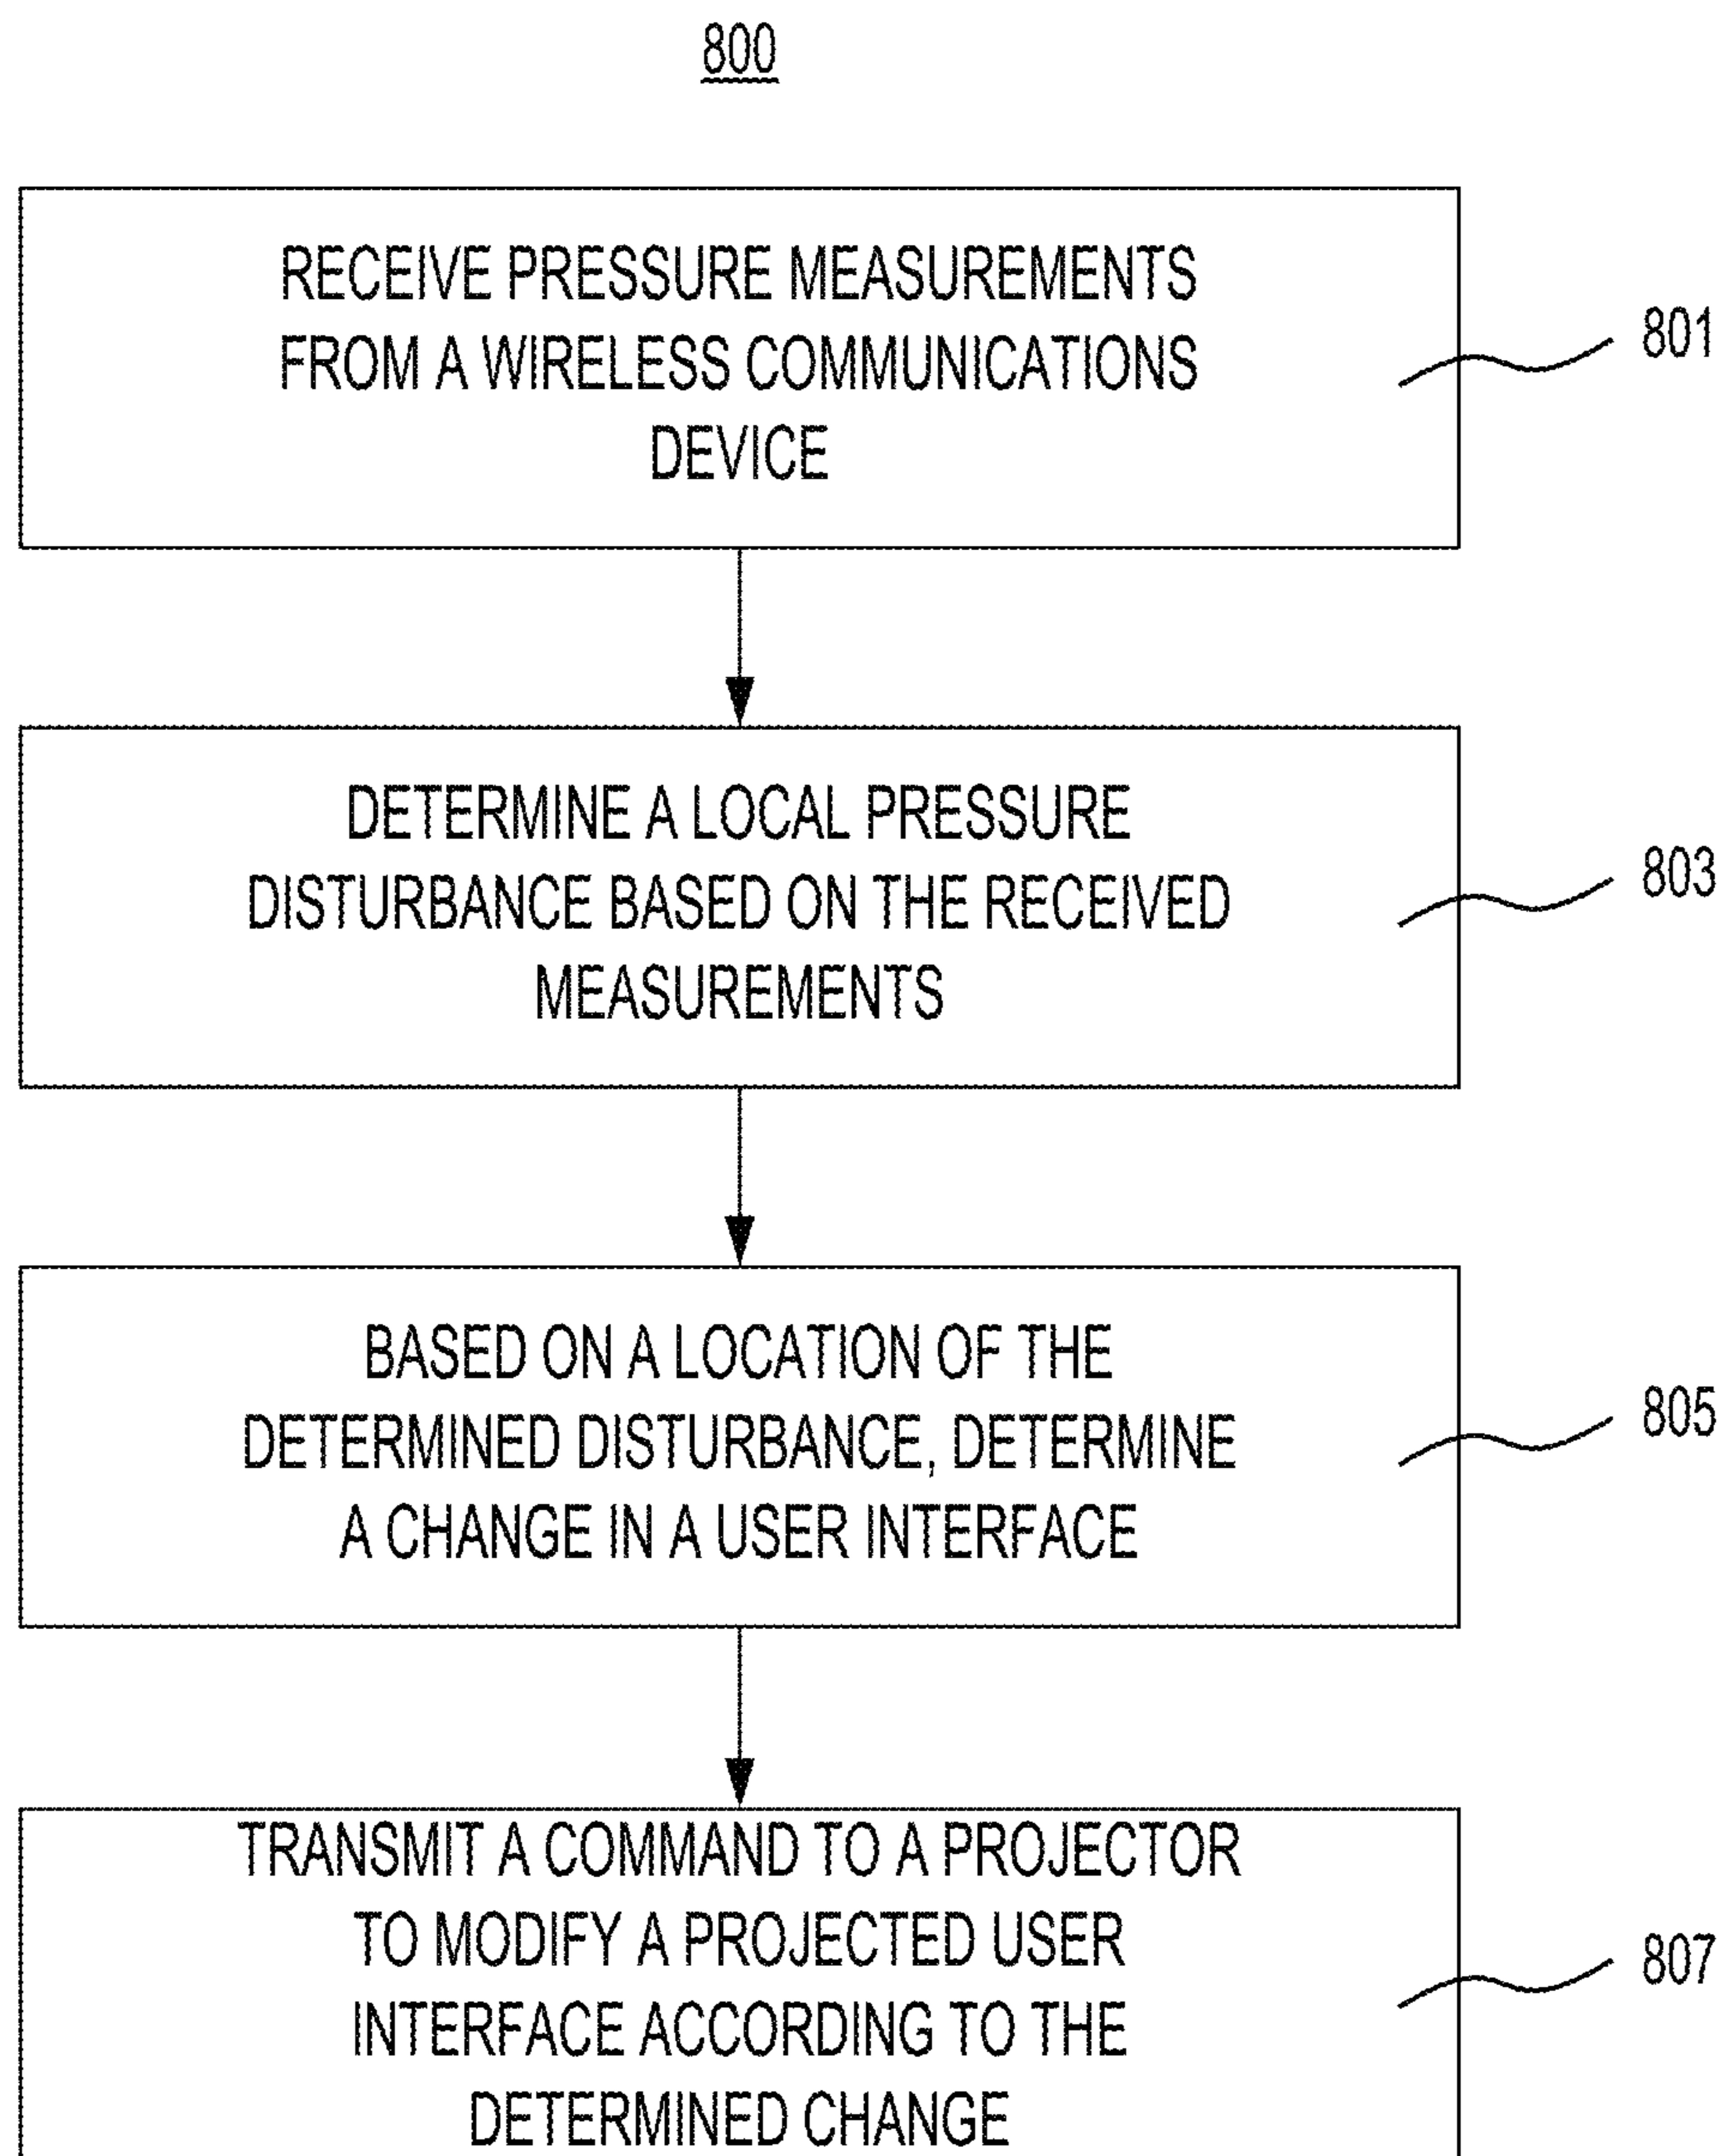 800
RECEIVE PRESSURE MEASUREMENTS
FROM A WIRELESS COMMUNICATIONS
DEVICE
801
DETERMINE A LOCAL PRESSURE
DISTURBANCE BASED ON THE RECEIVED
MEASUREMENTS
803
BASED ON A LOCATION OF THE
DETERMINED DISTURBANCE, DETERMINE
A CHANGE IN A USER INTERFACE
805
TRANSMIT A COMMAND TO A PROJECTOR
TO MODIFY A PROJECTED USER
INTERFACE ACCORDING TO THE
DETERMINED CHANGE
807